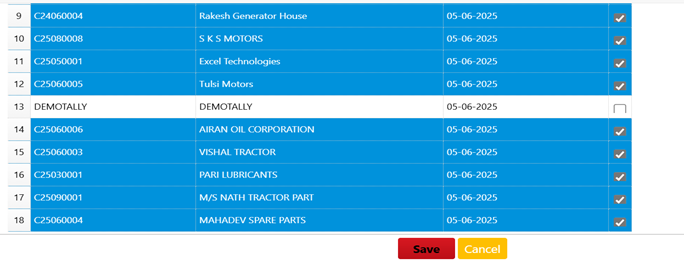 9 C24060004 Rakesh Generator House 05-06-2025
10 C25080008 S K S MOTORS 05-06-2025
11 C25050001 Excel Technologies 05-06-2025
12 C25060005 Tulsi Motors 05-06-2025
13 DEMOTALLY DEMOTALLY 05-06-2025
14 C25060006 AIRAN OIL CORPORATION 05-06-2025
15 C25060003 VISHAL TRACTOR 05-06-2025
16 C25030001 PARI LUBRICANTS 05-06-2025
17 C25090001 M/S NATH TRACTOR PART 05-06-2025
18 C25060004 MAHADEV SPARE PARTS 05-06-2025
Save Cancel